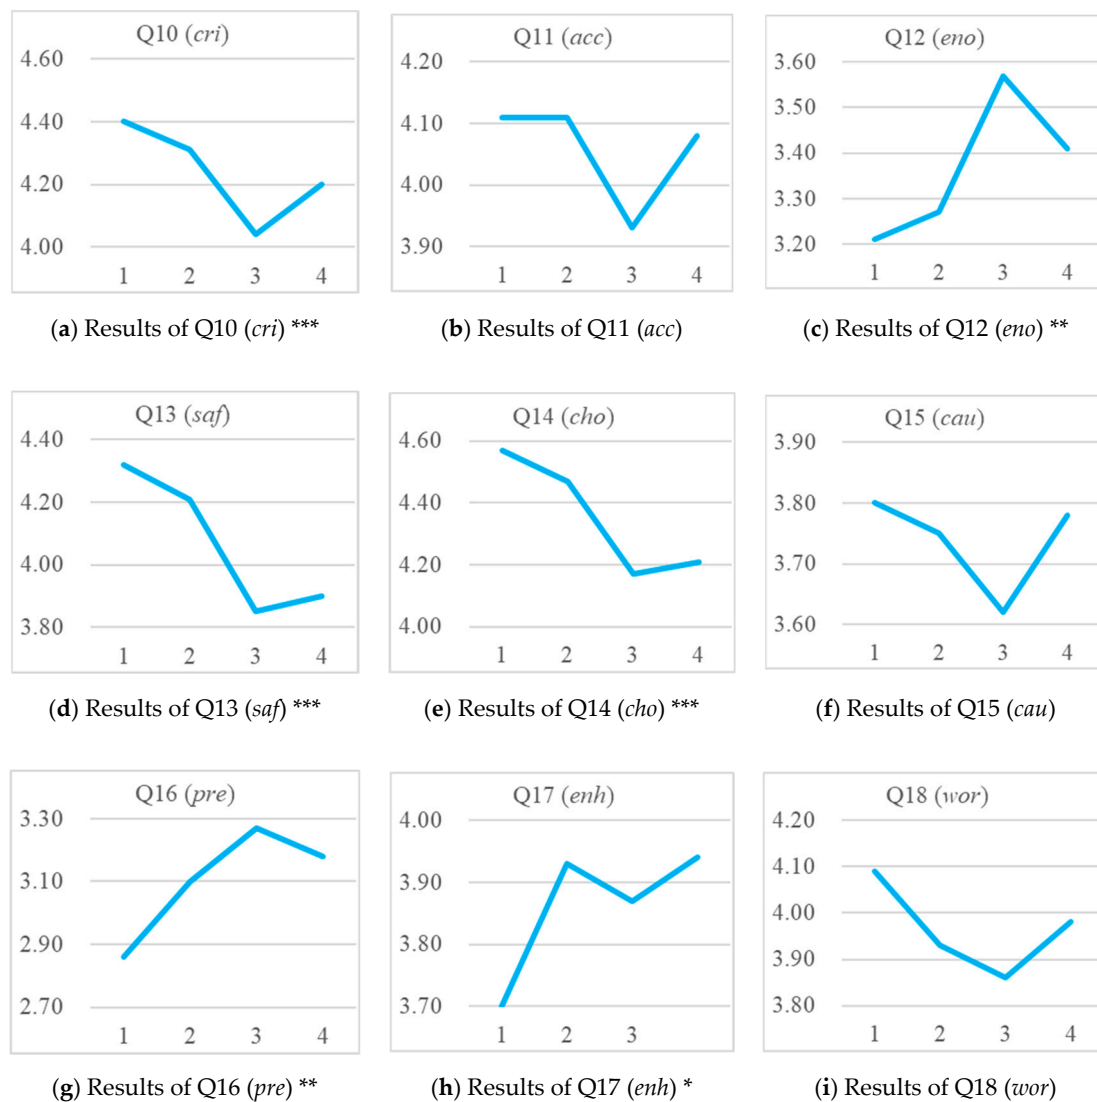 Q10 (cri)
4.60
4.40
4.20
4.00
1 2 3 4
(a) Results of Q10 (cri) ***
Q11 (acc)
4.20
4.10
4.00
3.90
1 2 3 4
(b) Results of Q11 (acc)
Q12 (eno)
3.60
3.50
3.40
3.30
3.20
1 2 3 4
(c) Results of Q12 (eno) **
Q13 (saf)
4.40
4.20
4.00
3.80
1 2 3 4
(d) Results of Q13 (saf) ***
Q14 (cho)
4.60
4.40
4.20
4.00
1 2 3 4
(e) Results of Q14 (cho) ***
Q15 (cau)
3.90
3.80
3.70
3.60
1 2 3 4
(f) Results of Q15 (cau)
Q16 (pre)
3.30
3.10
2.90
2.70
1 2 3 4
(g) Results of Q16 (pre) **
Q17 (enh)
4.00
3.90
3.80
3.70
1 2 3
(h) Results of Q17 (enh) *
Q18 (wor)
4.20
4.10
4.00
3.90
3.80
1 2 3 4
(i) Results of Q18 (wor)